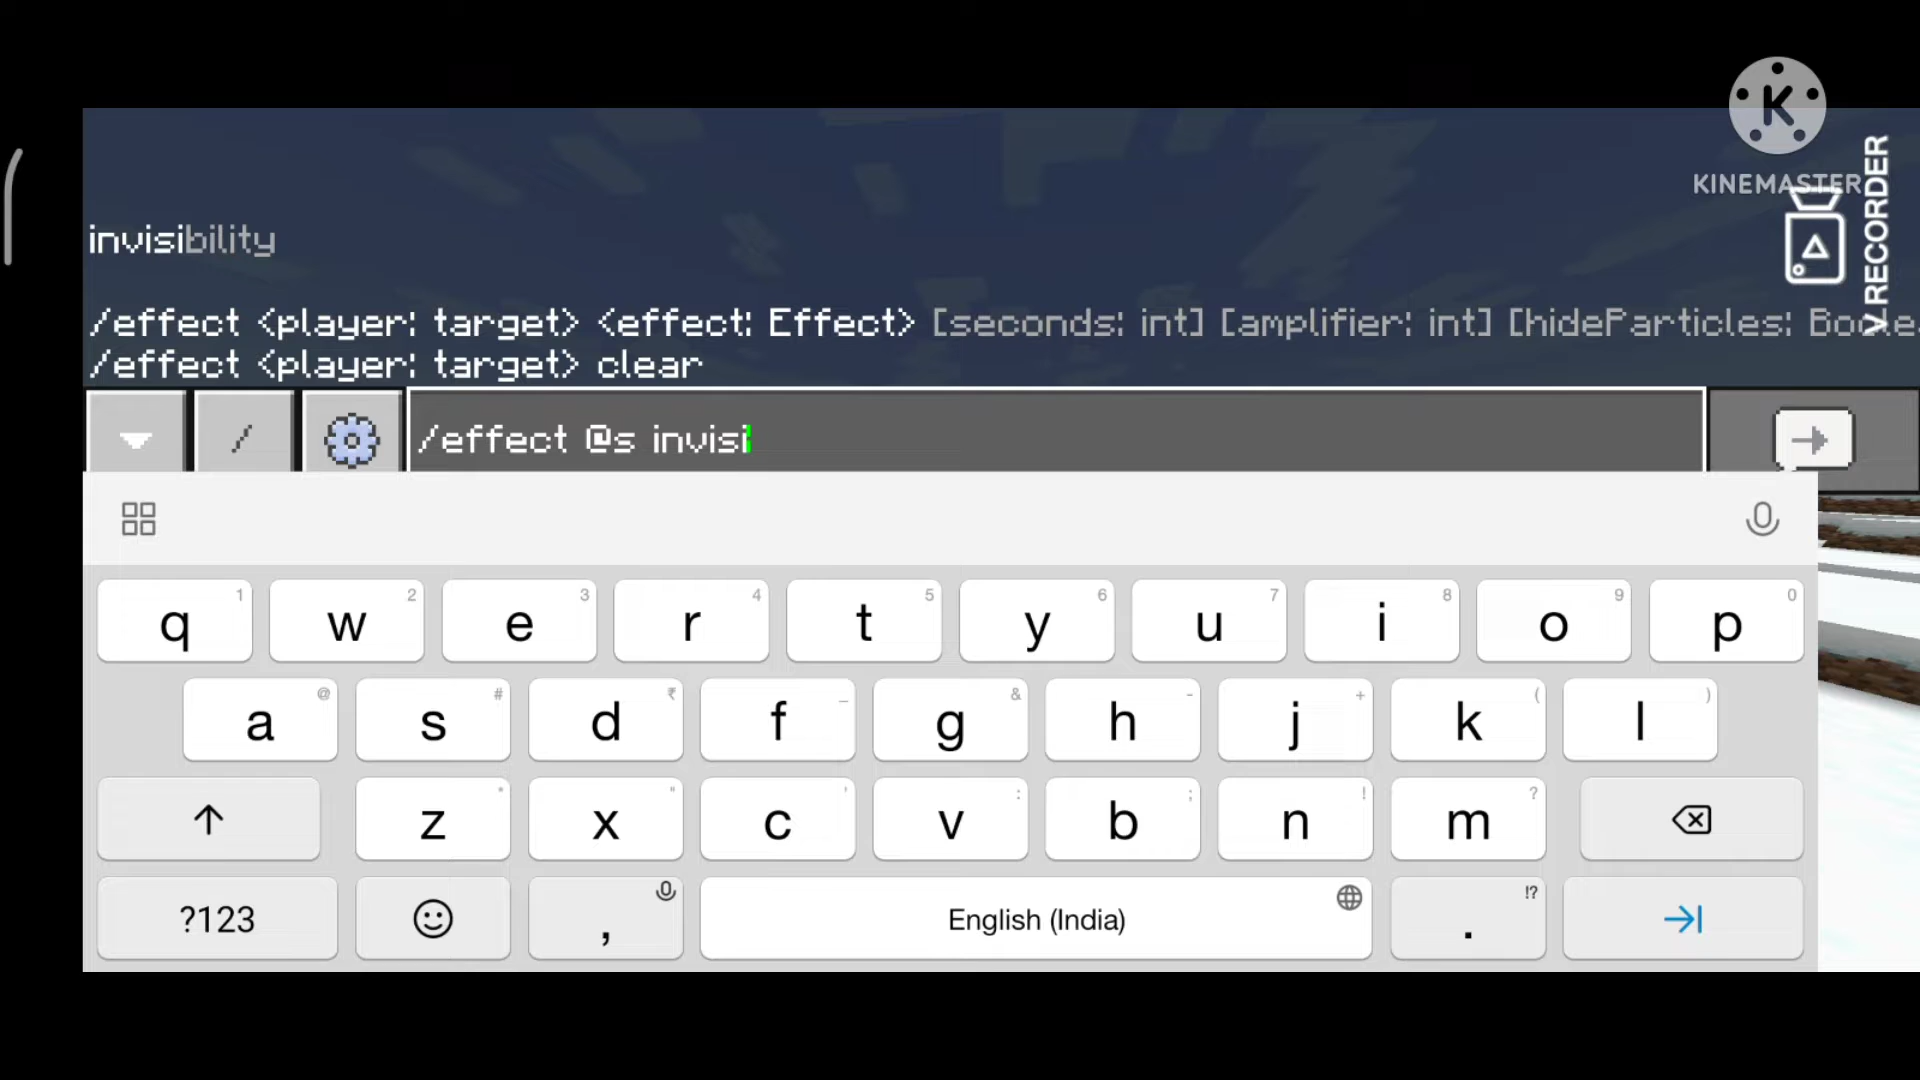 KINEMASTER
V RECORDER
invisibility
/effect <player: target> <effect: Effect> [seconds: int] [amplifier: int] [hideParticles: Boole
/effect <player: target> clear
/
/effect @s invisi
q 1 w 2 e 3 r 4 t 5 y 6 u 7 i 8 o 9 p 0
a @ s # d ₹ f _ g & h - j + k ( l )
z * x " c ' v : b ; n ! m ?
?123 , English (India) . !?